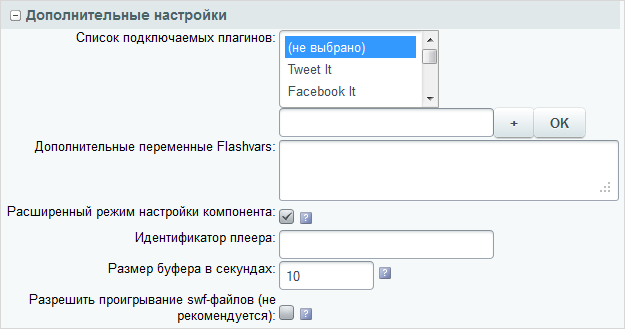 Дополнительные настройки
Список подключаемых плагинов:
(не выбрано)
Tweet It
Facebook It
+ OK
Дополнительные переменные Flashvars:
Расширенный режим настройки компонента: ?
Идентификатор плеера:
Размер буфера в секундах: 10 ?
Разрешить проигрывание swf-файлов (не
рекомендуется): ?